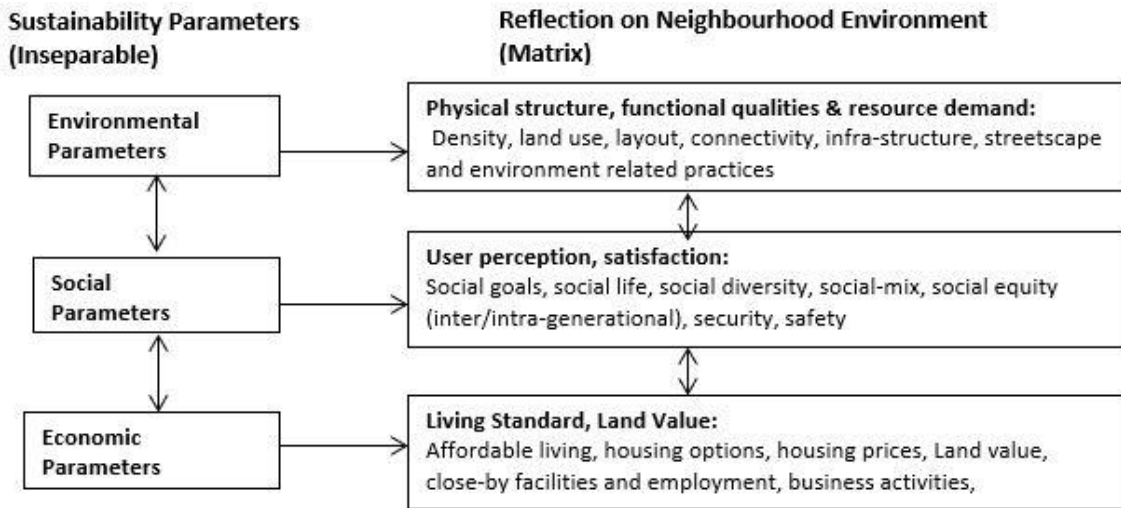 Sustainability Parameters
(Inseparable)
Reflection on Neighbourhood Environment
(Matrix)
Environmental
Parameters
Physical structure, functional qualities & resource demand:
Density, land use, layout, connectivity, infra-structure, streetscape
and environment related practices
Social
Parameters
User perception, satisfaction:
Social goals, social life, social diversity, social-mix, social equity
(inter/intra-generational), security, safety
Economic
Parameters
Living Standard, Land Value:
Affordable living, housing options, housing prices, Land value,
close-by facilities and employment, business activities,